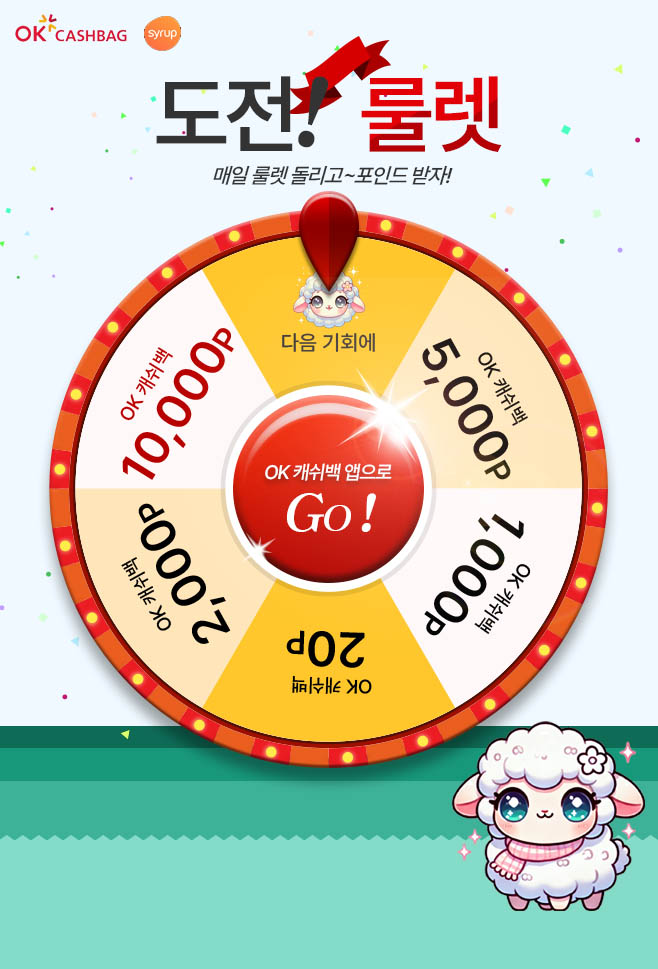 OK CASHBAG
syrup
도전! 룰렛
매일 룰렛 돌리고~포인드 받자!
다음 기회에
OK 캐쉬백
5,000P
OK 캐쉬백
1,000P
OK 캐쉬백
20P
OK 캐쉬백
2,000P
OK 캐쉬백
10,000P
OK 캐쉬백 앱으로
Go!